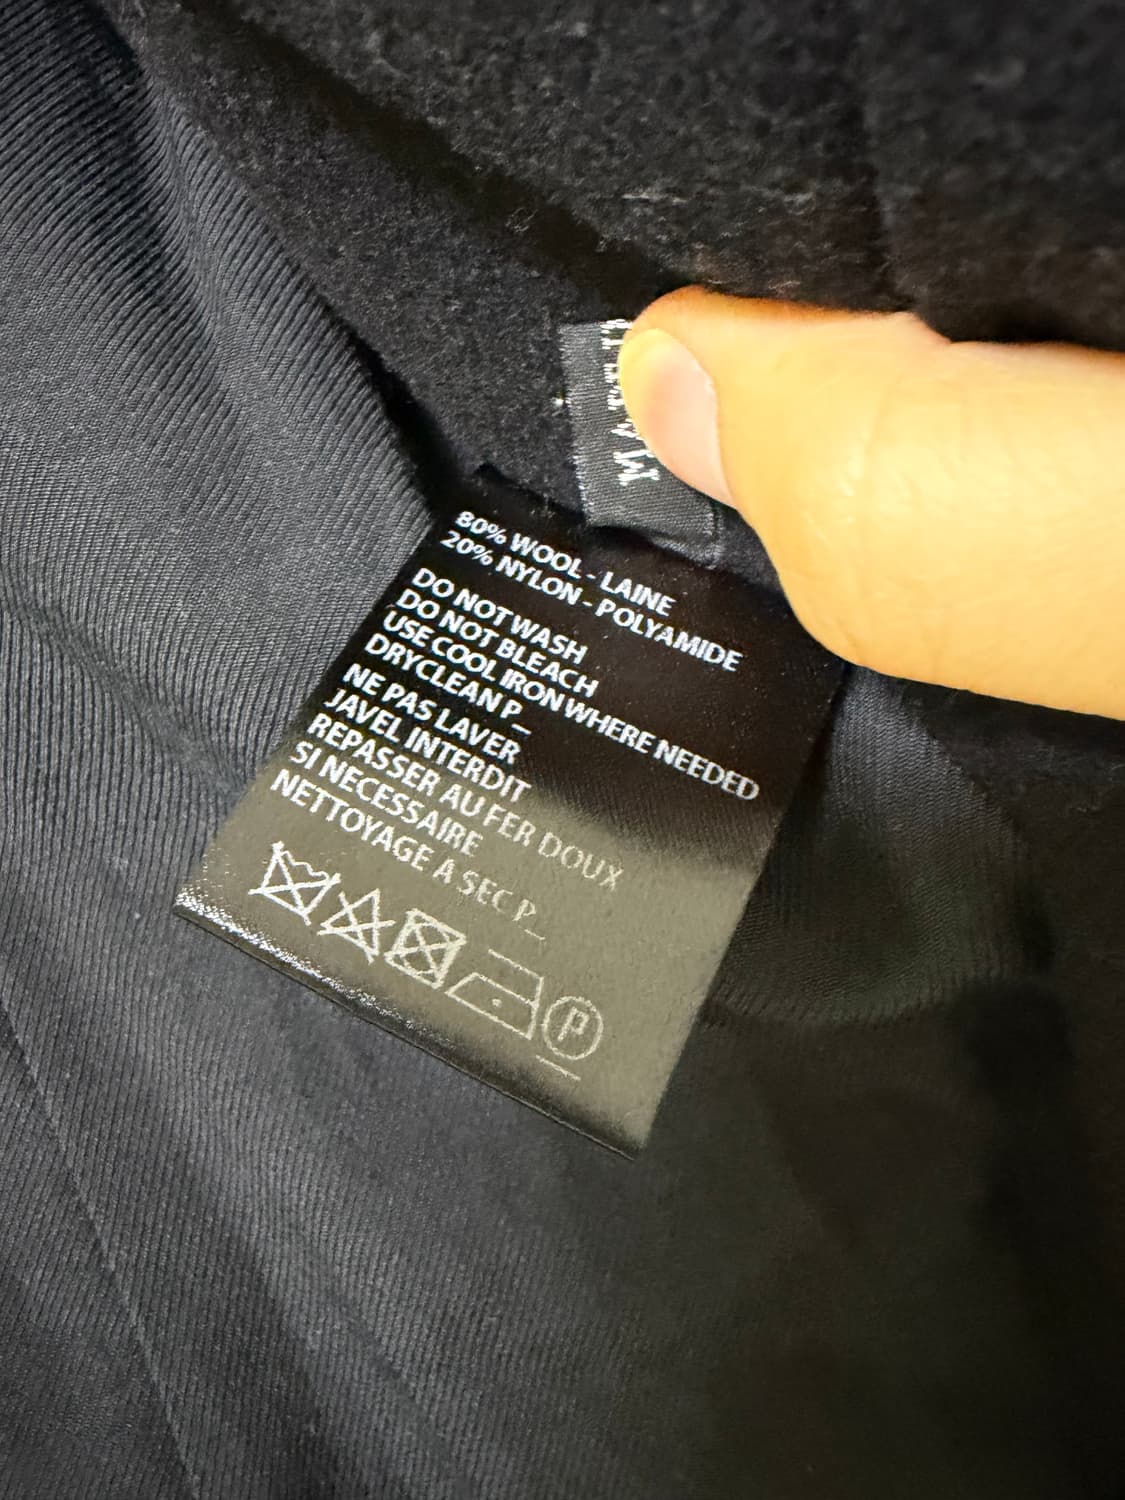 80% WOOL - LAINE
20% NYLON - POLYAMIDE
DO NOT WASH
DO NOT BLEACH
USE COOL IRON WHERE NEEDED
DRYCLEAN P_
NE PAS LAVER
JAVEL INTERDIT
REPASSER AU FER DOUX
SI NECESSAIRE
NETTOYAGE A SEC P_
P